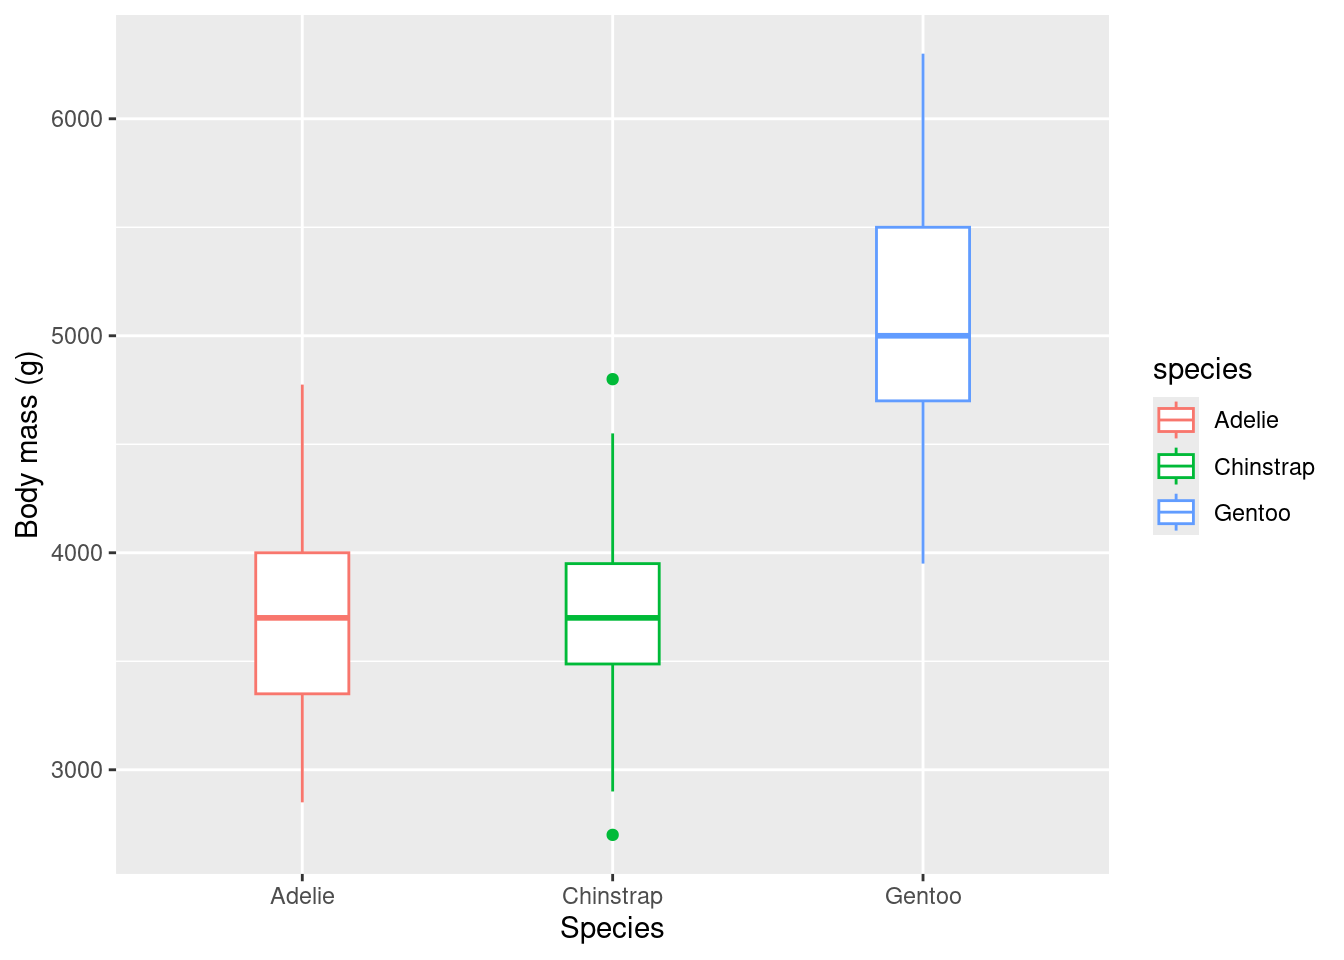 6000
5000
4000
3000
Body mass (g)
Adelie
Chinstrap
Gentoo
Species
species
Adelie
Chinstrap
Gentoo